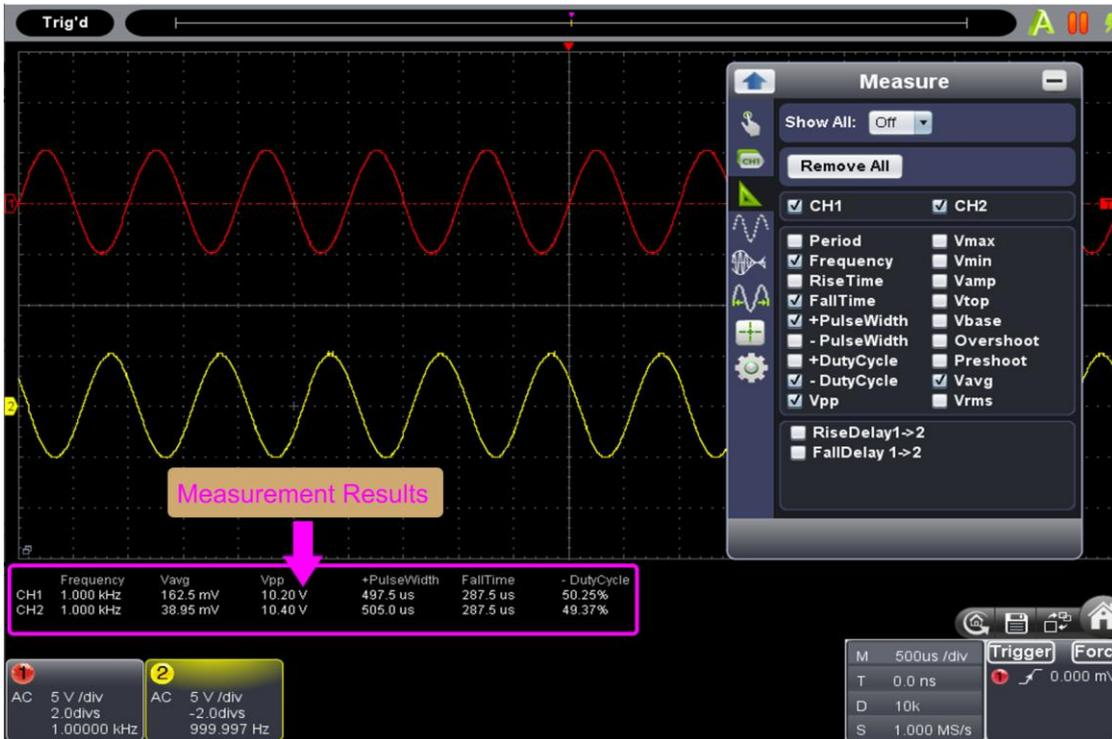 Trig'd
Measure
Show All: Off
Remove All
CH1
CH1 CH2
Period Vmax
Frequency Vmin
RiseTime Vamp
FallTime Vtop
+PulseWidth Vbase
- PulseWidth Overshoot
+DutyCycle Preshoot
- DutyCycle Vavg
Vpp Vrms
RiseDelay1->2
FallDelay 1->2
1
T
2
Measurement Results
Frequency Vavg Vpp +PulseWidth FallTime - DutyCycle
CH1 1.000 kHz 162.5 mV 10.20 V 497.5 us 287.5 us 50.25%
CH2 1.000 kHz 38.95 mV 10.40 V 505.0 us 287.5 us 49.37%
1
AC 5 V /div
2.0divs
1.00000 kHz
2
AC 5 V /div
-2.0divs
999.997 Hz
M 500us /div
T 0.0 ns
D 10k
S 1.000 MS/s
Trigger Forc
1 0.000 mV